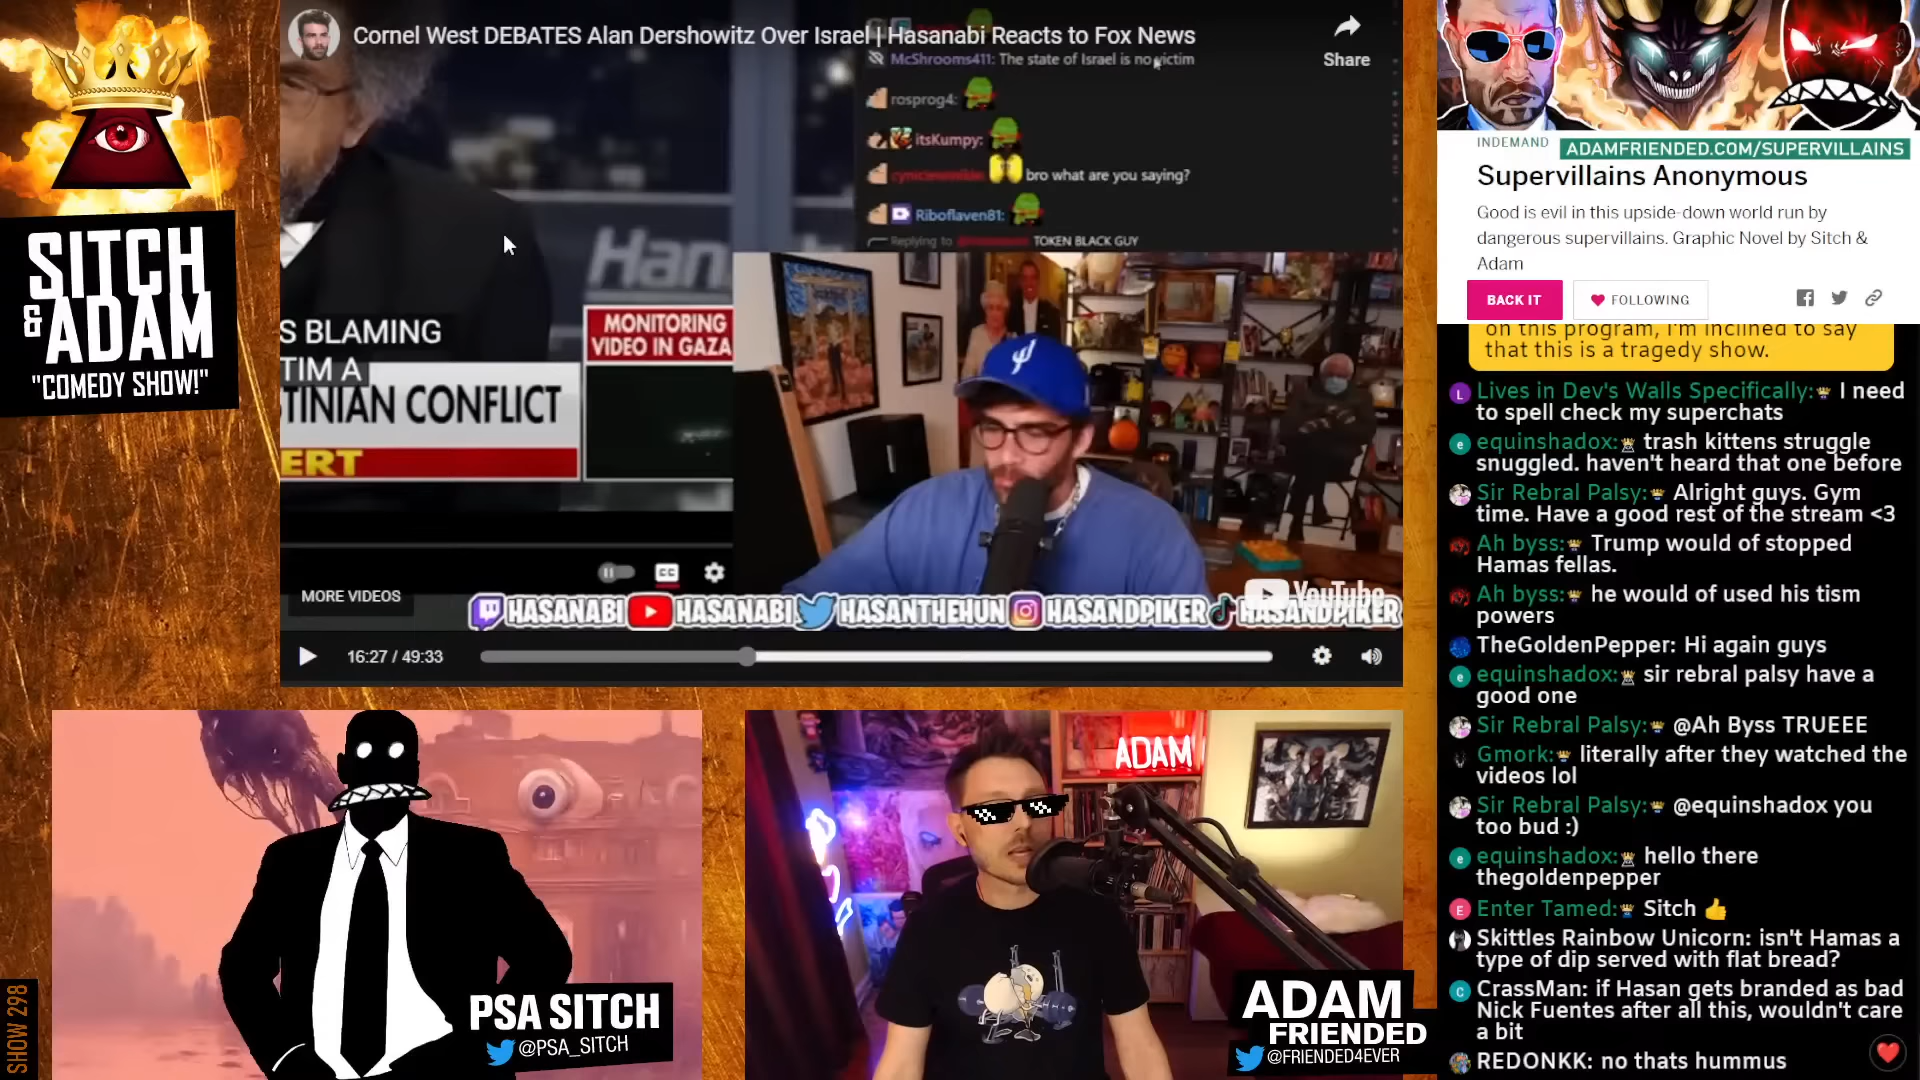 SITCH
& ADAM
"COMEDY SHOW!"
SHOW 298
Cornel West DEBATES Alan Dershowitz Over Israel | Hasanabi Reacts to Fox News
Share
McShrooms411: The state of Israel is no victim
rosprog4:
itsKumpy:
bro what are you saying?
Riboflaven81:
Replying to
TOKEN BLACK GUY
Han
S BLAMING
TIM A
TINIAN CONFLICT
ERT
MONITORING
VIDEO IN GAZA
CC
MORE VIDEOS
HASANABI HASANABI HASANTHEHUN HASANDPIKER HASANDPIKER
YouTube
16:27 / 49:33
PSA SITCH
@PSA_SITCH
ADAM
ADAM
FRIENDED
@FRIENDED4EVER
INDEMAND
ADAMFRIENDED.COM/SUPERVILLAINS
Supervillains Anonymous
Good is evil in this upside-down world run by
dangerous supervillains. Graphic Novel by Sitch &
Adam
BACK IT
FOLLOWING
on this program, I'm inclined to say
that this is a tragedy show.
L Lives in Dev's Walls Specifically: I need
to spell check my superchats
e equinshadox: trash kittens struggle
snuggled. haven't heard that one before
Sir Rebral Palsy: Alright guys. Gym
time. Have a good rest of the stream <3
Ah byss: Trump would of stopped
Hamas fellas.
Ah byss: he would of used his tism
powers
TheGoldenPepper: Hi again guys
e equinshadox: sir rebral palsy have a
good one
Sir Rebral Palsy: @Ah Byss TRUEEE
Gmork: literally after they watched the
videos lol
Sir Rebral Palsy: @equinshadox you
too bud :)
e equinshadox: hello there
thegoldenpepper
E Enter Tamed: Sitch 👍
Skittles Rainbow Unicorn: isn't Hamas a
type of dip served with flat bread?
C CrassMan: if Hasan gets branded as bad
Nick Fuentes after all this, wouldn't care
a bit
REDONKK: no thats hummus